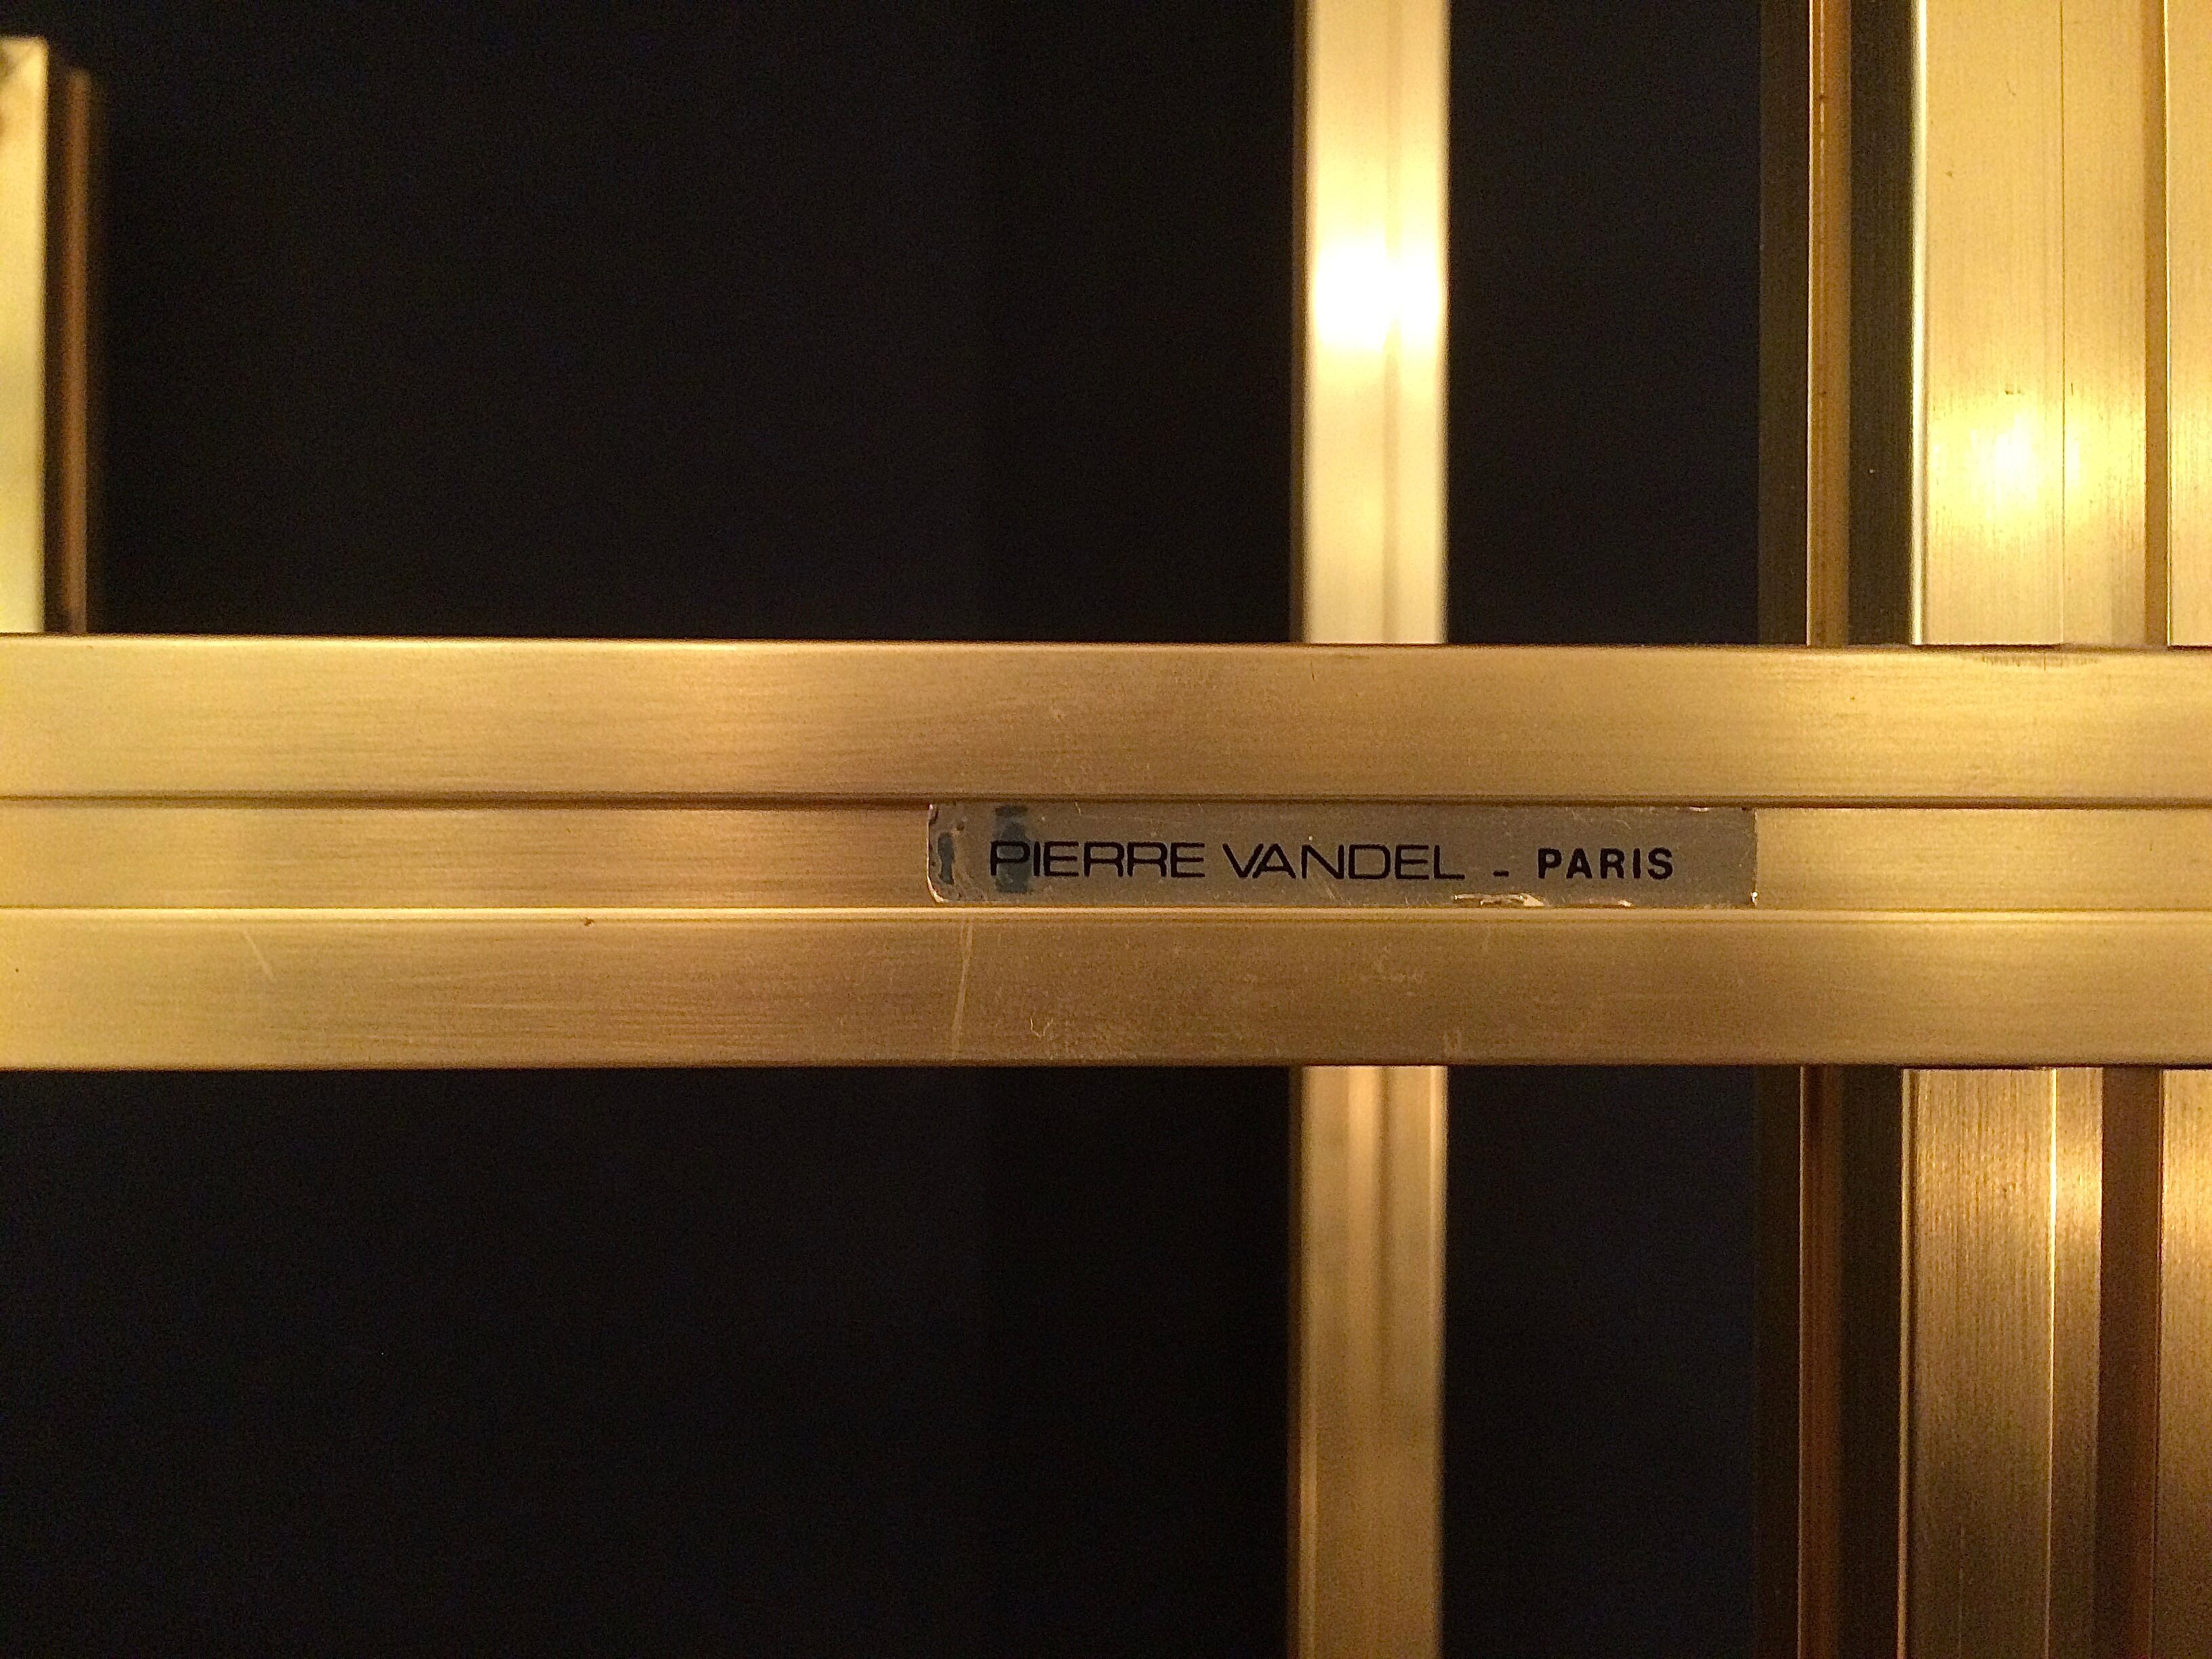 PIERRE VANDEL - PARIS